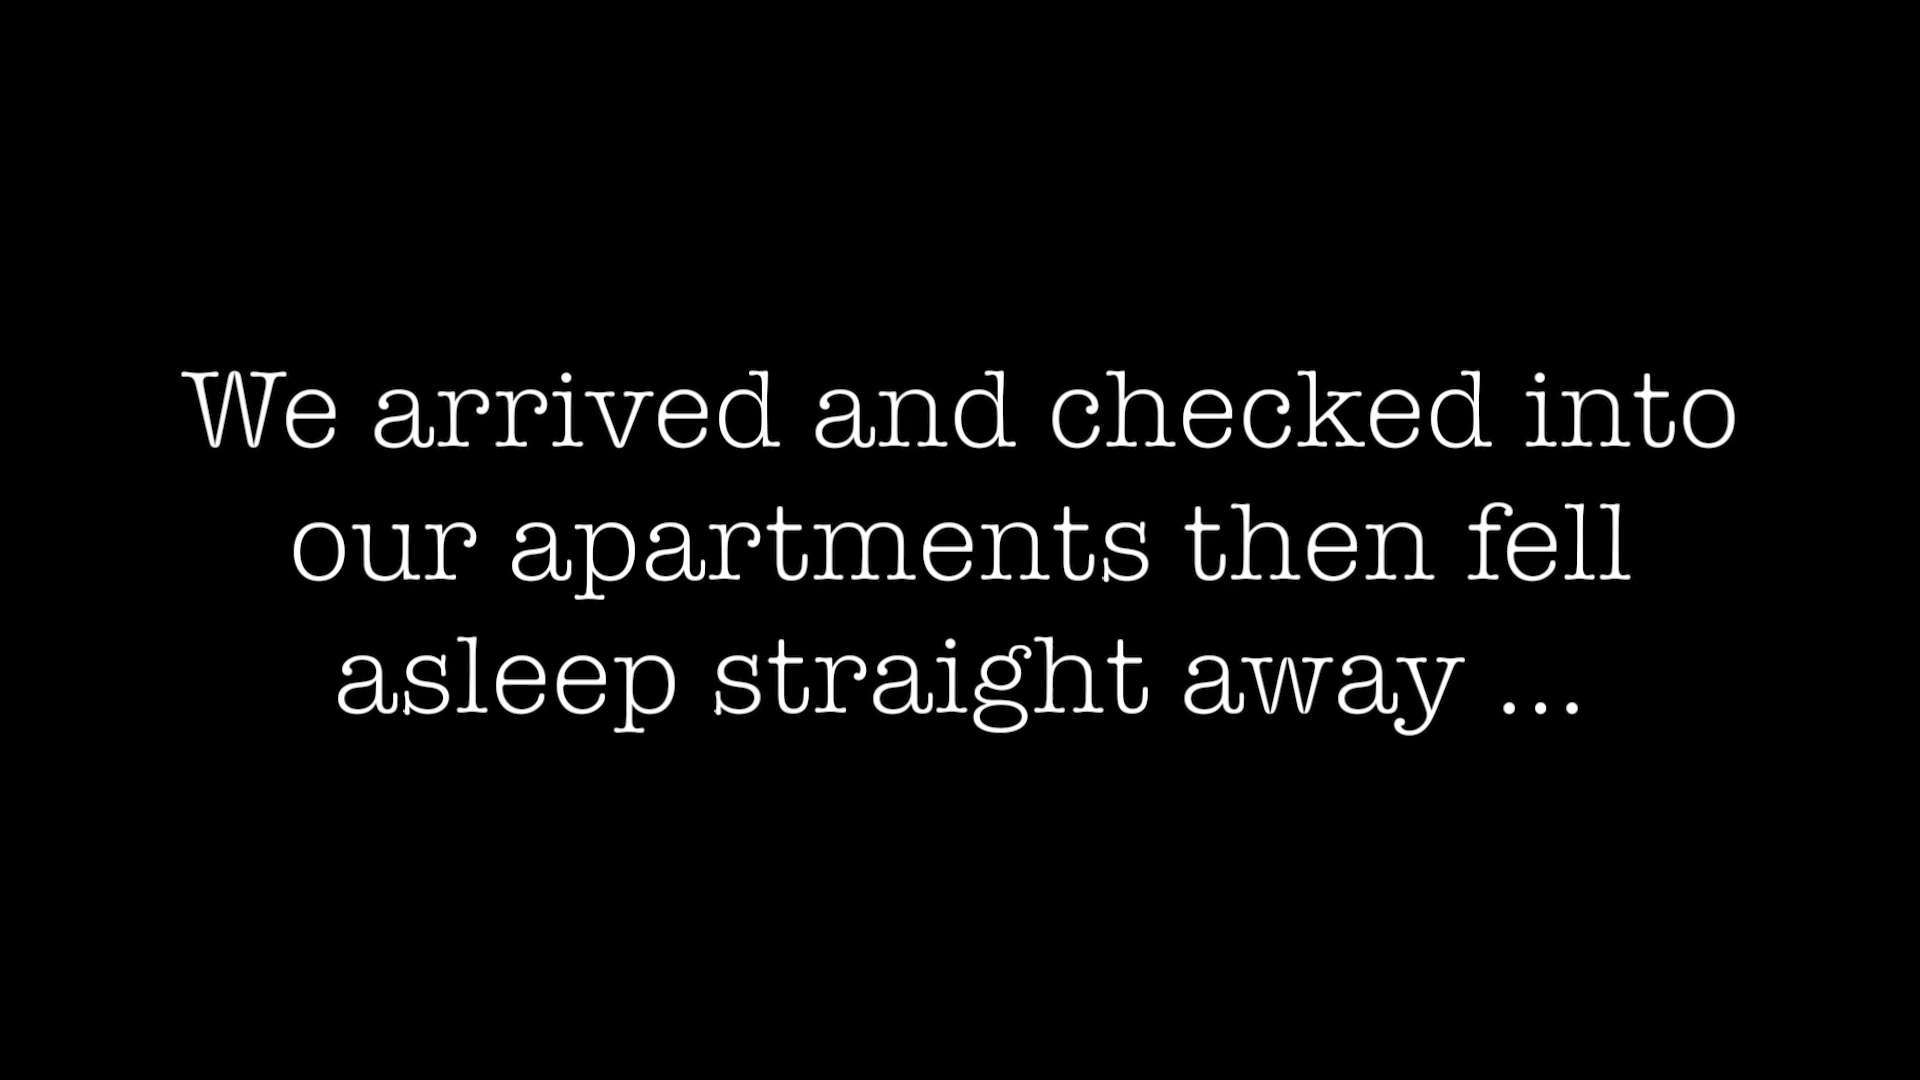 We arrived and checked into
our apartments then fell
asleep straight away ...